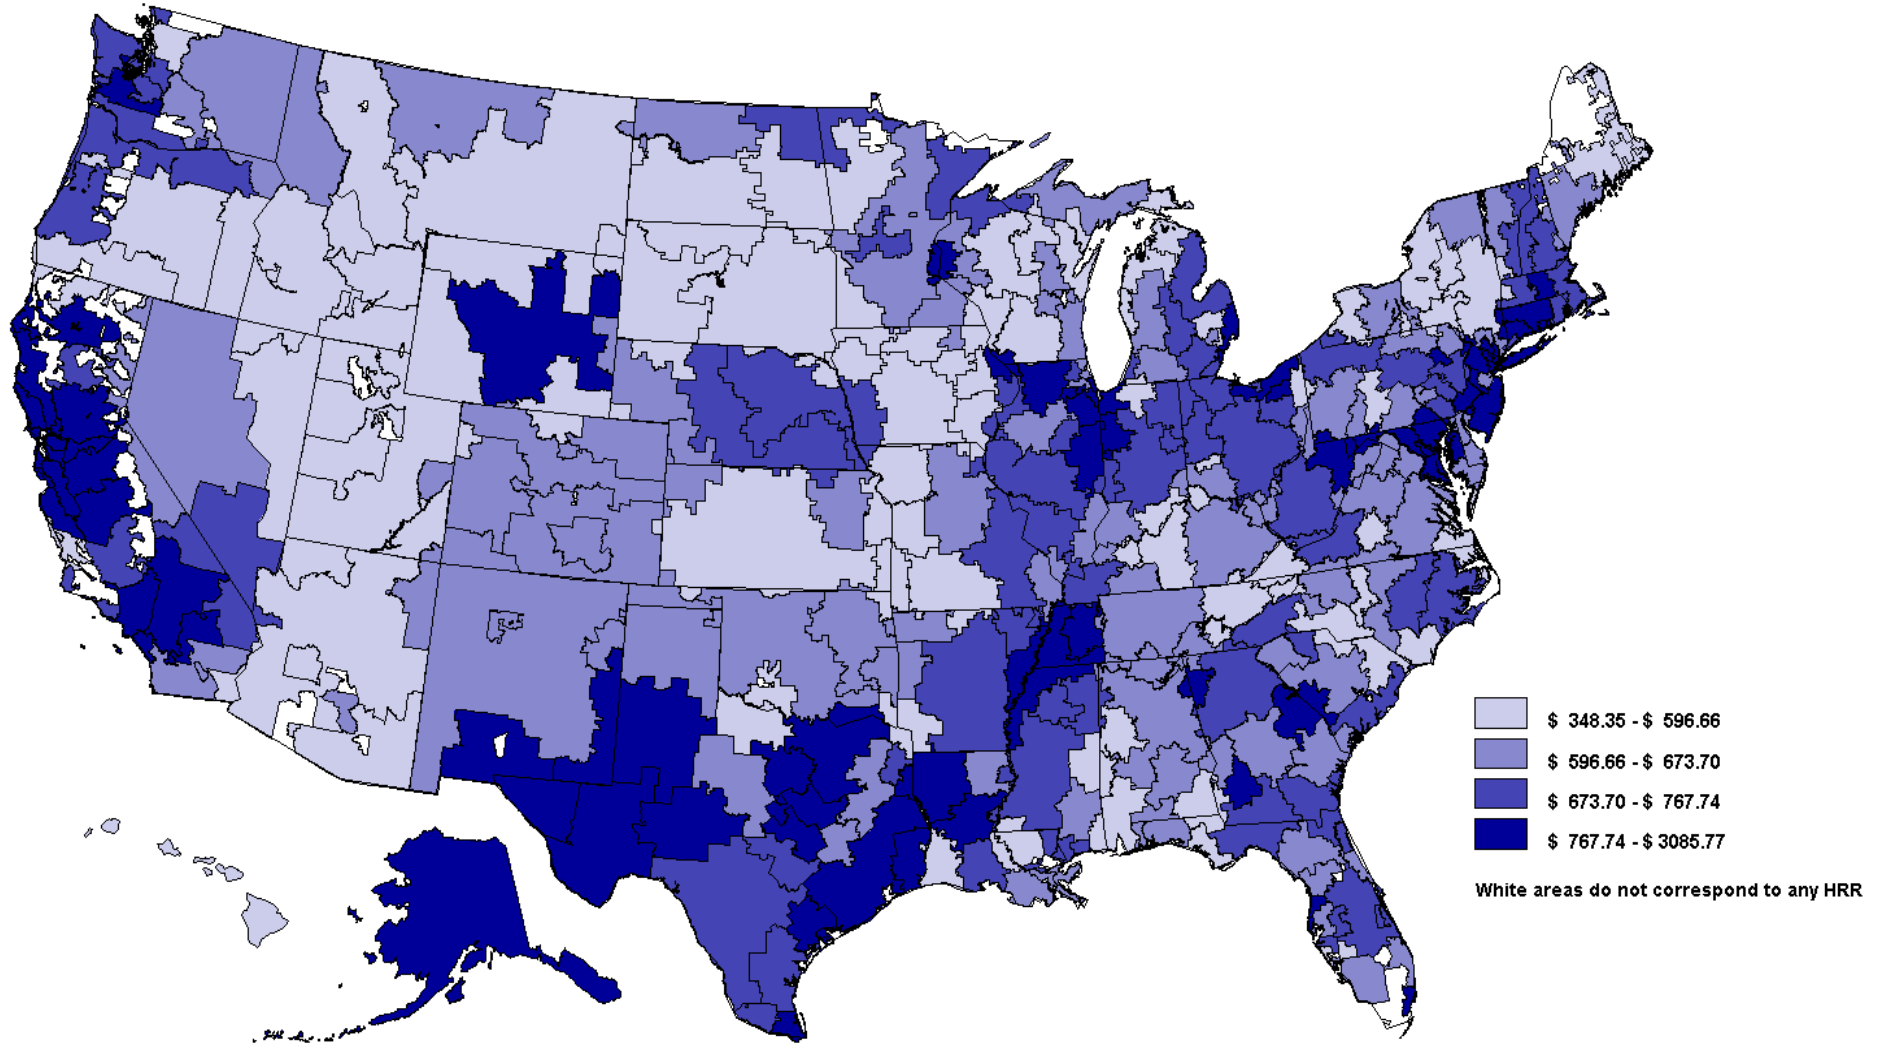 $ 348.35 - $ 596.66
$ 596.66 - $ 673.70
$ 673.70 - $ 767.74
$ 767.74 - $ 3085.77
White areas do not correspond to any HRR